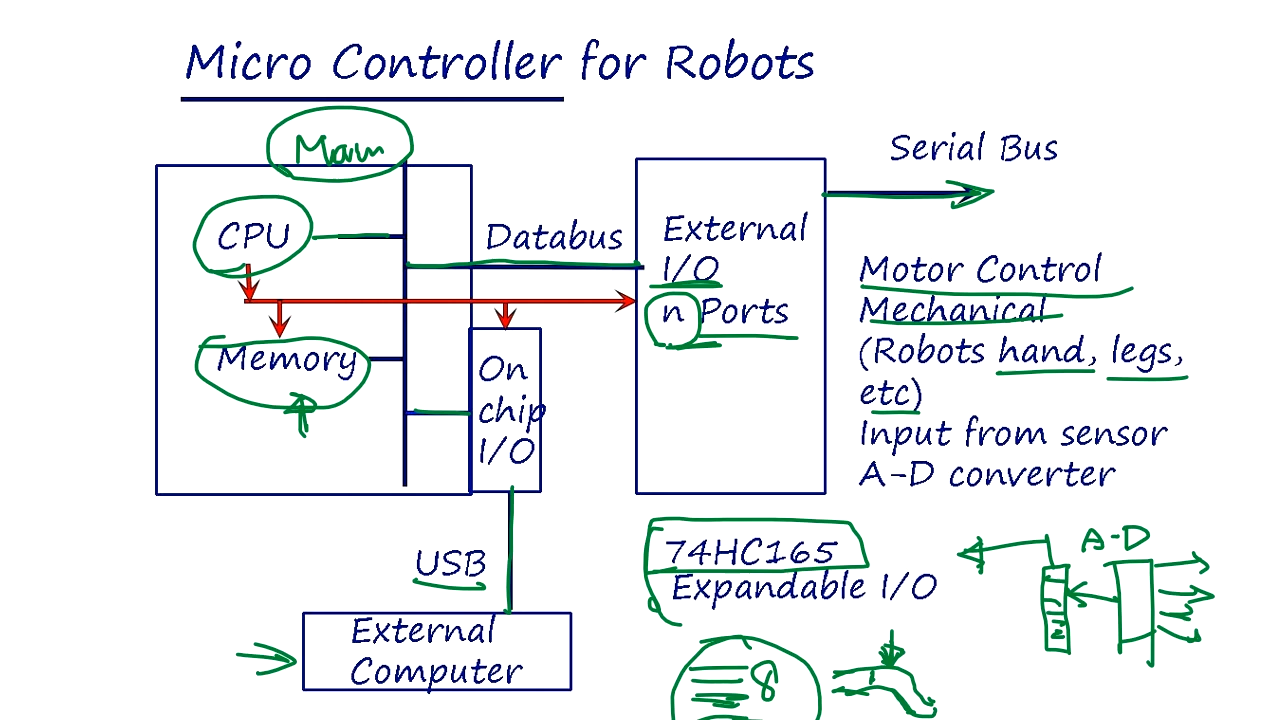 Micro Controller for Robots
Main
CPU
Memory
Databus
On
chip
I/O
External
I/O
n Ports
Serial Bus
Motor Control
Mechanical
(Robots hand, legs,
etc)
Input from sensor
A-D converter
USB
External
Computer
74HC165
Expandable I/O
A-D
8